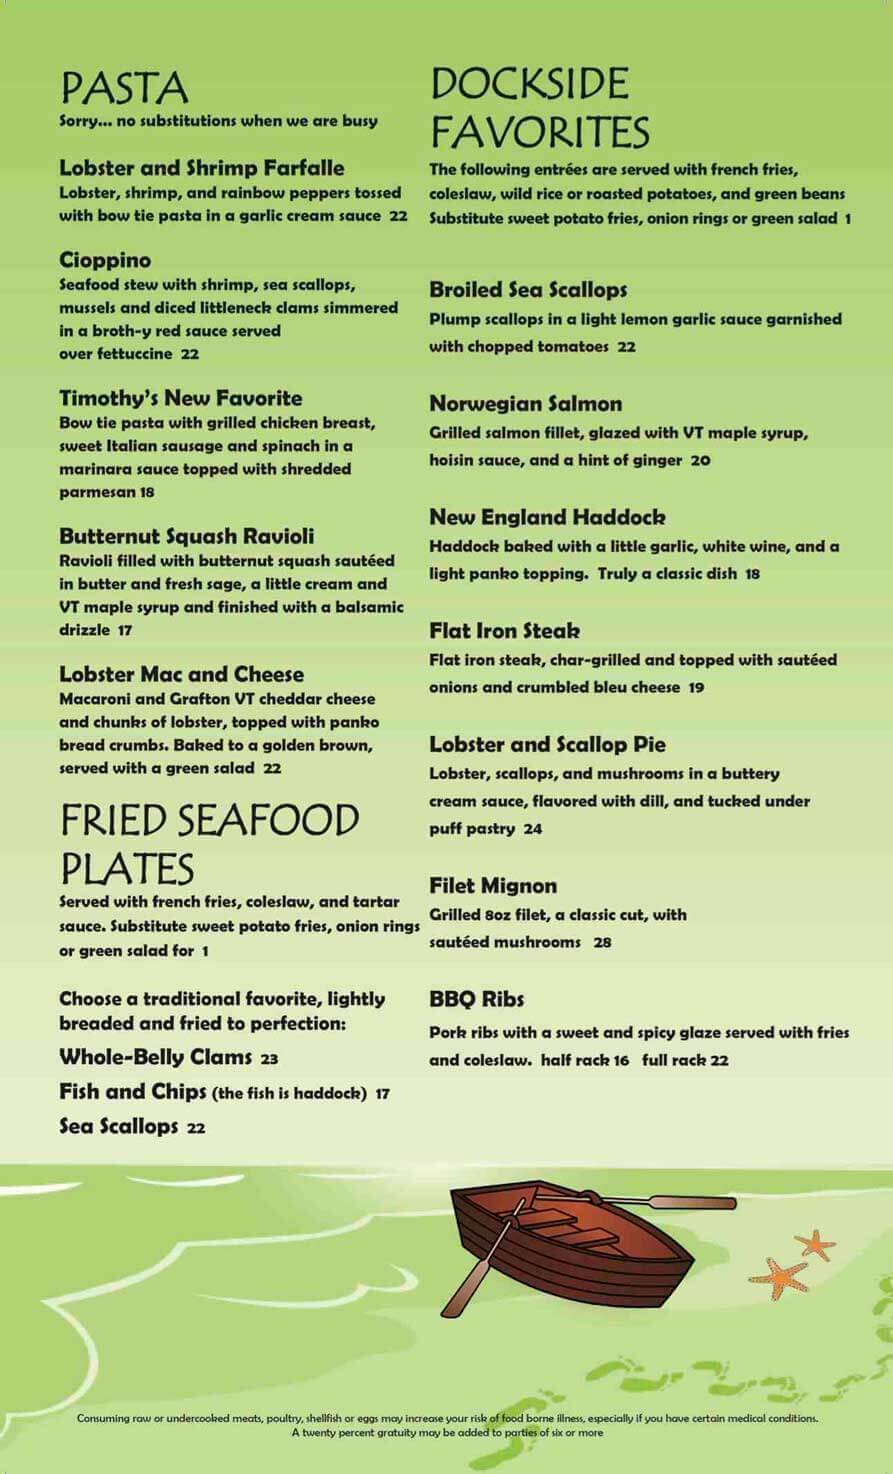 PASTA
Sorry... no substitutions when we are busy
Lobster and Shrimp Farfalle
Lobster, shrimp, and rainbow peppers tossed
with bow tie pasta in a garlic cream sauce 22
Cioppino
Seafood stew with shrimp, sea scallops,
mussels and diced littleneck clams simmered
in a broth-y red sauce served
over fettuccine 22
Timothy's New Favorite
Bow tie pasta with grilled chicken breast,
sweet Italian sausage and spinach in a
marinara sauce topped with shredded
parmesan 18
Butternut Squash Ravioli
Ravioli filled with butternut squash sautéed
in butter and fresh sage, a little cream and
VT maple syrup and finished with a balsamic
drizzle 17
Lobster Mac and Cheese
Macaroni and Grafton VT cheddar cheese
and chunks of lobster, topped with panko
bread crumbs. Baked to a golden brown,
served with a green salad 22
FRIED SEAFOOD
PLATES
Served with french fries, coleslaw, and tartar
sauce. Substitute sweet potato fries, onion rings
or green salad for 1
Choose a traditional favorite, lightly
breaded and fried to perfection:
Whole-Belly Clams 23
Fish and Chips (the fish is haddock) 17
Sea Scallops 22
DOCKSIDE
FAVORITES
The following entrées are served with french fries,
coleslaw, wild rice or roasted potatoes, and green beans
Substitute sweet potato fries, onion rings or green salad 1
Broiled Sea Scallops
Plump scallops in a light lemon garlic sauce garnished
with chopped tomatoes 22
Norwegian Salmon
Grilled salmon fillet, glazed with VT maple syrup,
hoisin sauce, and a hint of ginger 20
New England Haddock
Haddock baked with a little garlic, white wine, and a
light panko topping. Truly a classic dish 18
Flat Iron Steak
Flat iron steak, char-grilled and topped with sautéed
onions and crumbled bleu cheese 19
Lobster and Scallop Pie
Lobster, scallops, and mushrooms in a buttery
cream sauce, flavored with dill, and tucked under
puff pastry 24
Filet Mignon
Grilled 8oz filet, a classic cut, with
sautéed mushrooms 28
BBQ Ribs
Pork ribs with a sweet and spicy glaze served with fries
and coleslaw. half rack 16 full rack 22
Consuming raw or undercooked meats, poultry, shellfish or eggs may increase your risk of food borne illness, especially if you have certain medical conditions.
A twenty percent gratuity may be added to parties of six or more